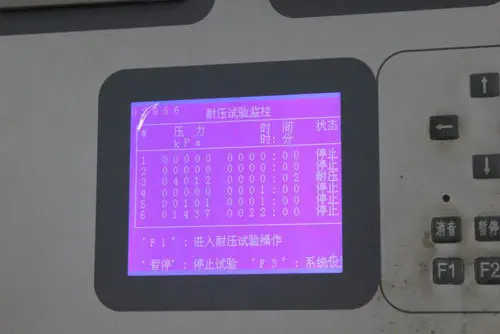 02866 耐压试验监控
# 压力 时间 状态
kPa 时:分
1 00000 0000:00 停止
2 00000 0000:00 停止
3 04012 0000:02 耐压
4 00000 0001:00 停止
5 00101 0001:00 停止
6 01437 0022:00 停止
'F1':进入耐压试验操作
'暂停':停止试验 'F3':系统设
↑
←
↓
消音 暂停
F1 F2